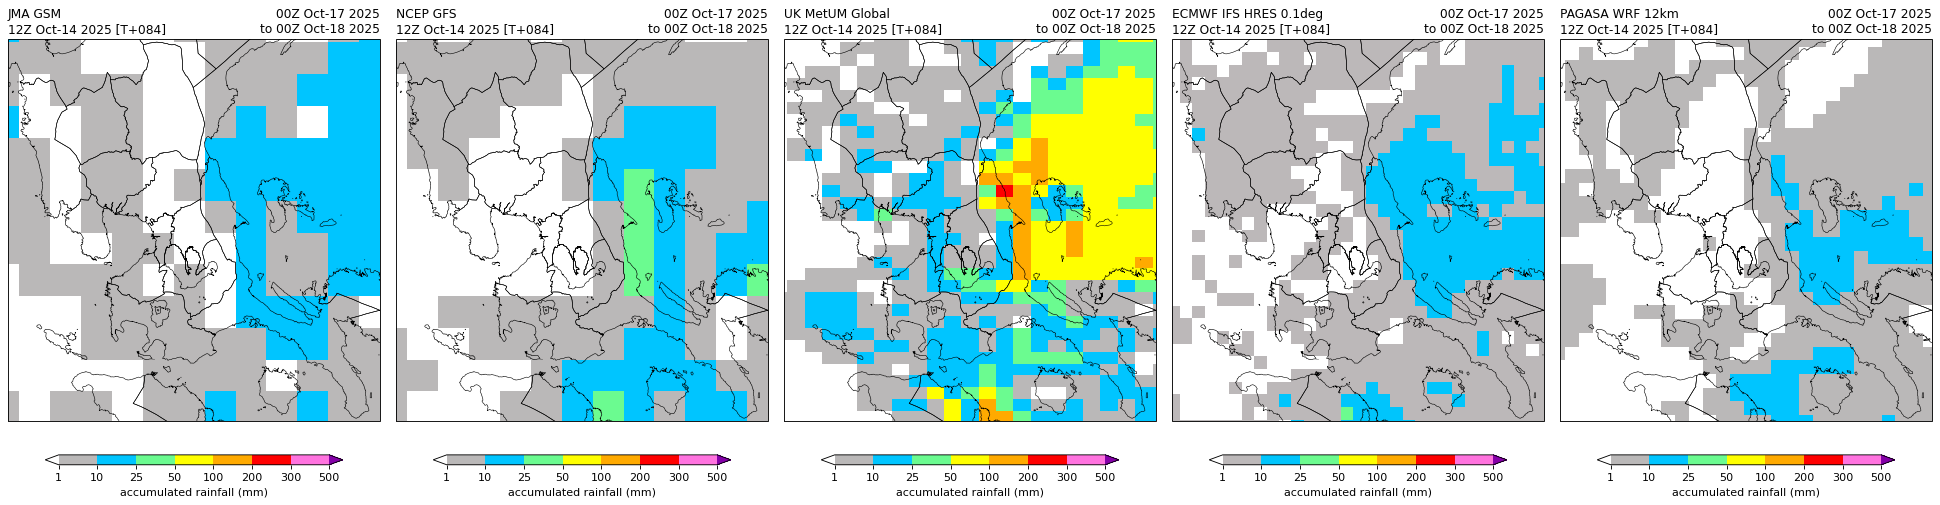 JMA GSM 00Z Oct-17 2025
12Z Oct-14 2025 [T+084] to 00Z Oct-18 2025
NCEP GFS 00Z Oct-17 2025
12Z Oct-14 2025 [T+084] to 00Z Oct-18 2025
UK MetUM Global 00Z Oct-17 2025
12Z Oct-14 2025 [T+084] to 00Z Oct-18 2025
ECMWF IFS HRES 0.1deg 00Z Oct-17 2025
12Z Oct-14 2025 [T+084] to 00Z Oct-18 2025
PAGASA WRF 12km 00Z Oct-17 2025
12Z Oct-14 2025 [T+084] to 00Z Oct-18 2025
1 10 25 50 100 200 300 500
accumulated rainfall (mm)
1 10 25 50 100 200 300 500
accumulated rainfall (mm)
1 10 25 50 100 200 300 500
accumulated rainfall (mm)
1 10 25 50 100 200 300 500
accumulated rainfall (mm)
1 10 25 50 100 200 300 500
accumulated rainfall (mm)